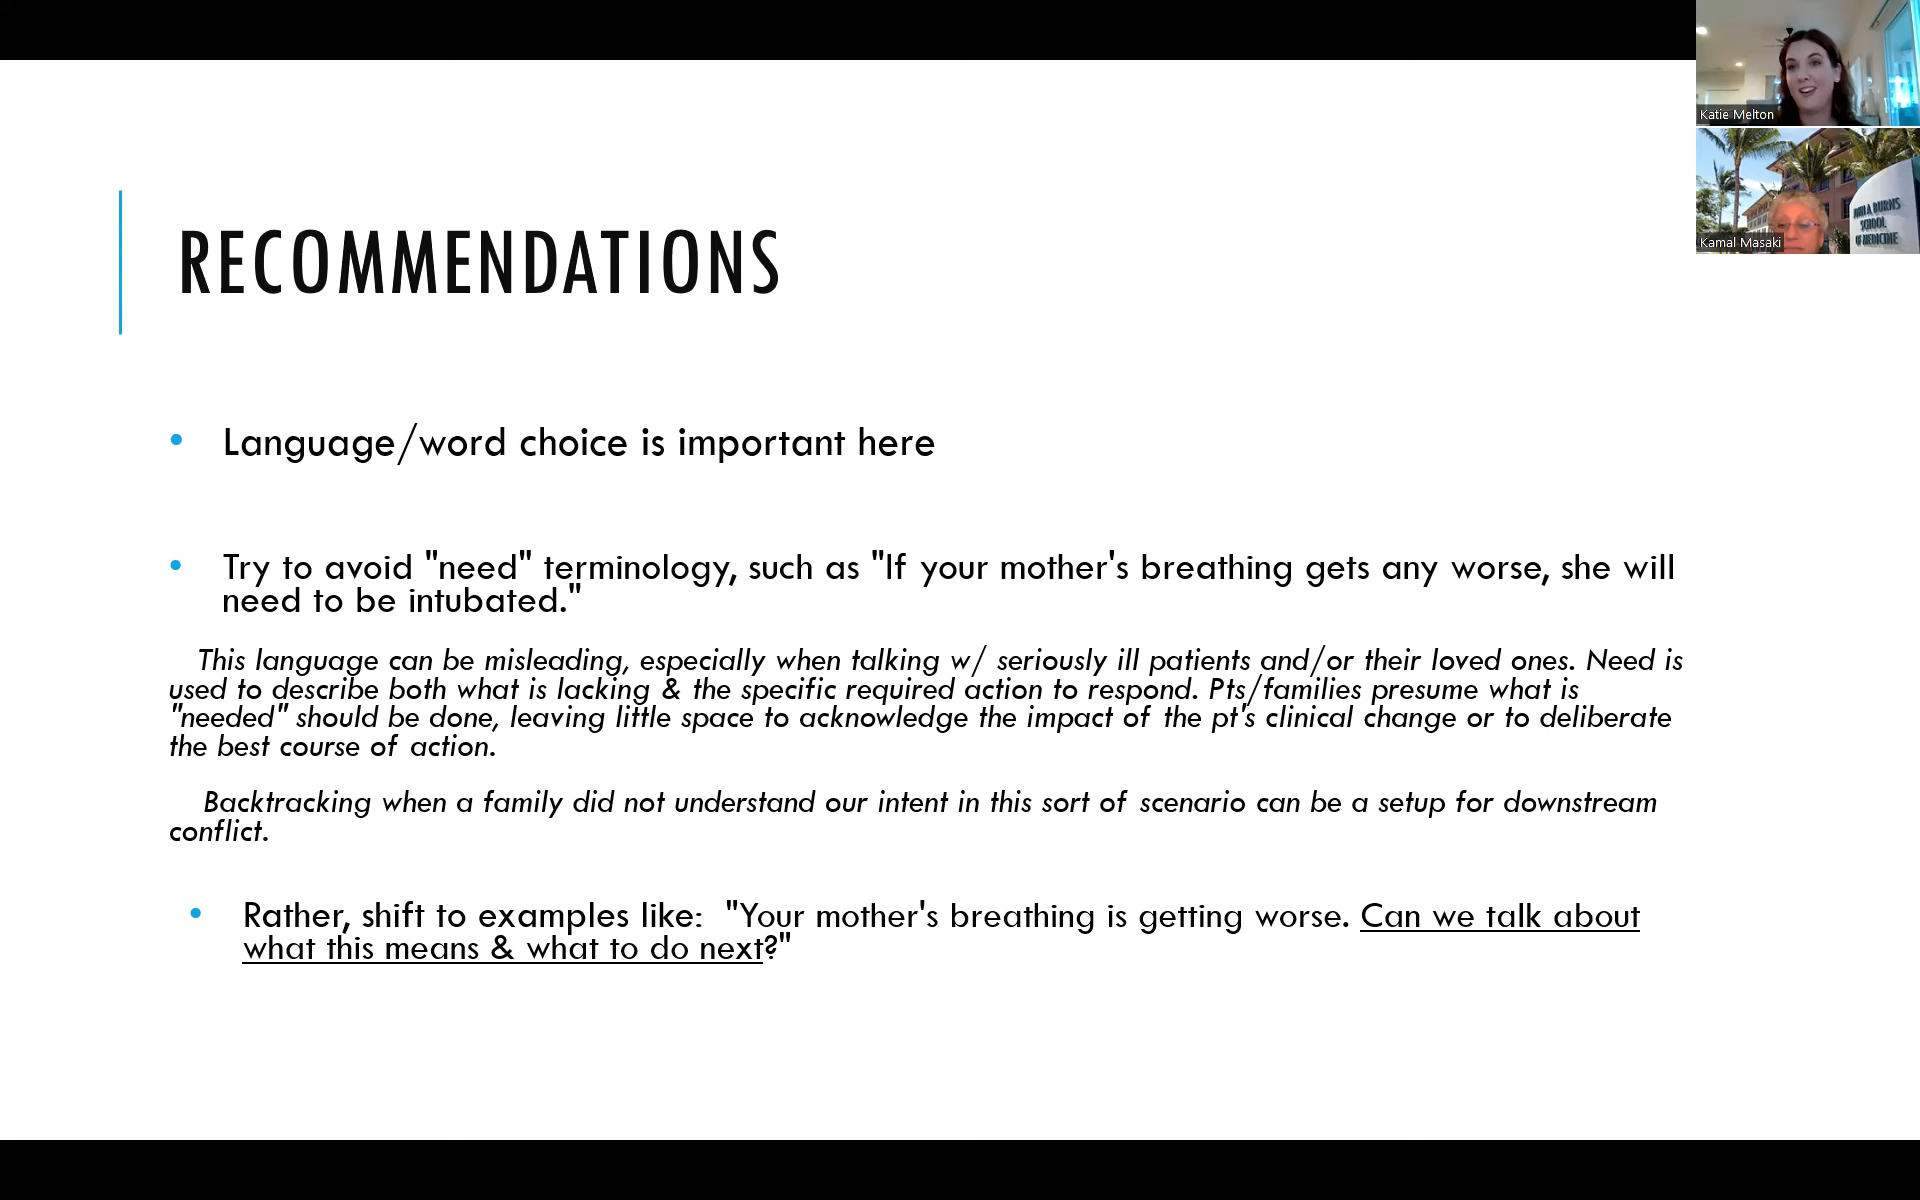 Katie Melton
JOHN A. BURNS
SCHOOL
OF MEDICINE
Kamal Masaki
RECOMMENDATIONS
• Language/word choice is important here
• Try to avoid "need" terminology, such as "If your mother's breathing gets any worse, she will
need to be intubated."
This language can be misleading, especially when talking w/ seriously ill patients and/or their loved ones. Need is
used to describe both what is lacking & the specific required action to respond. Pts/families presume what is
"needed" should be done, leaving little space to acknowledge the impact of the pt's clinical change or to deliberate
the best course of action.
Backtracking when a family did not understand our intent in this sort of scenario can be a setup for downstream
conflict.
• Rather, shift to examples like:  "Your mother's breathing is getting worse. Can we talk about
what this means & what to do next?"